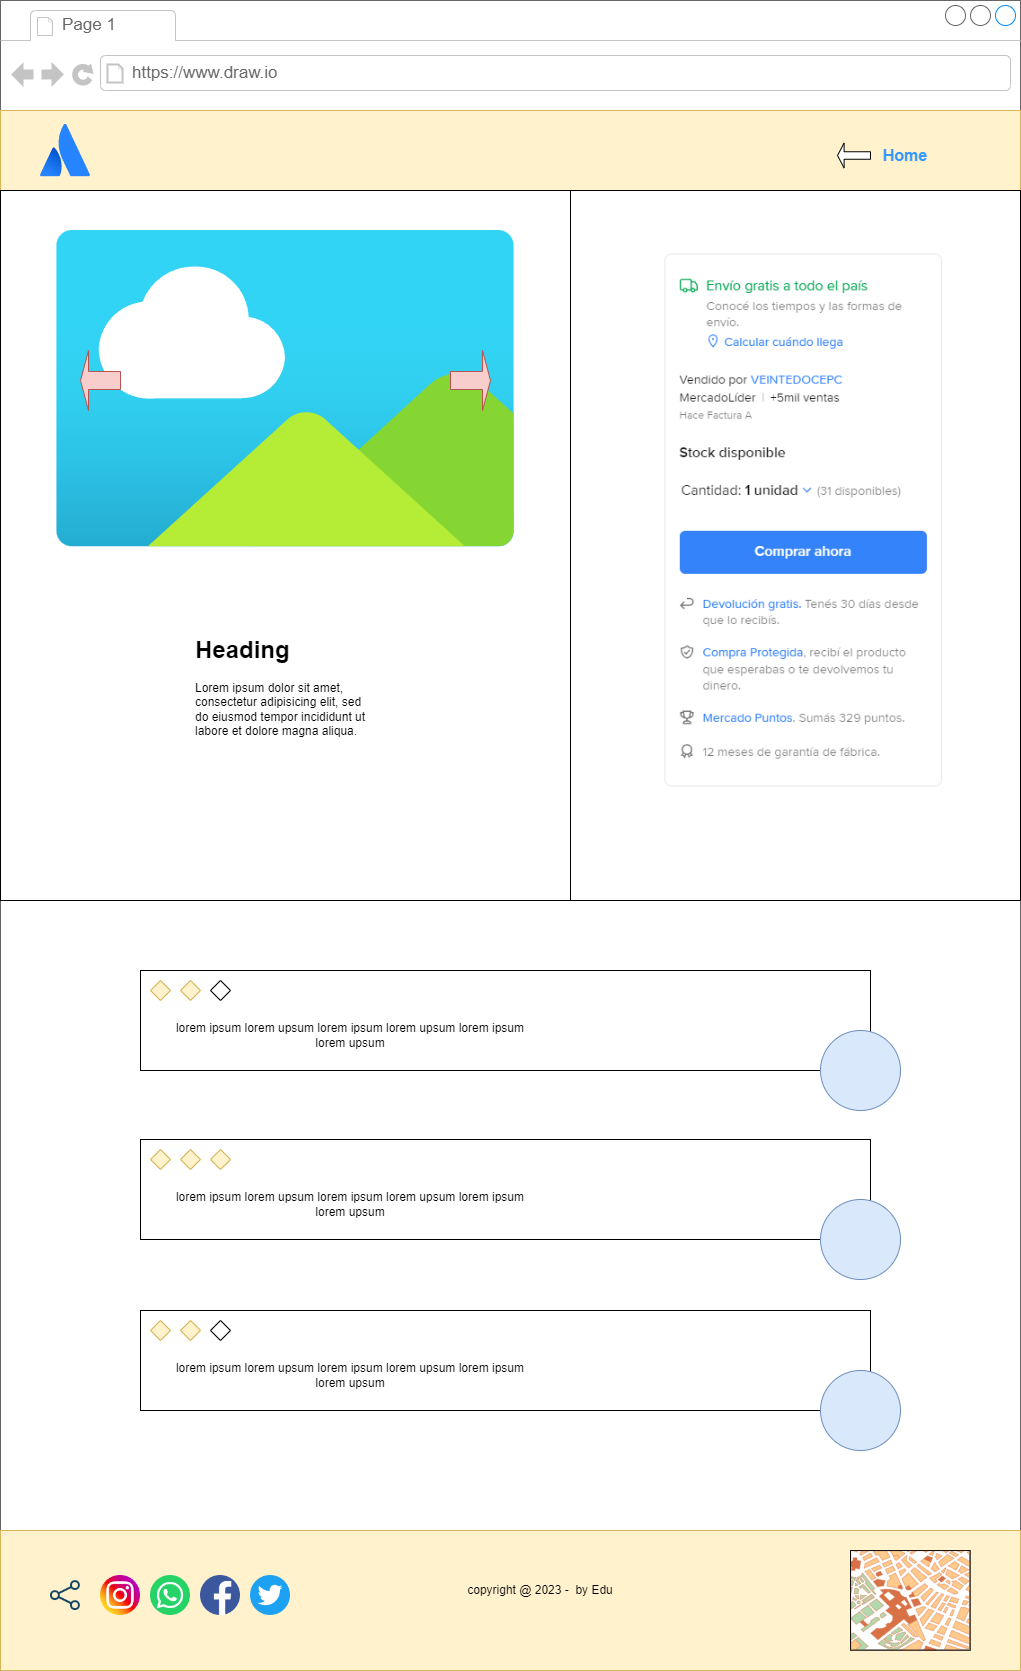 Page 1
https://www.draw.io
Home
Envío gratis a todo el país
Conocé los tiempos y las formas de
envío.
Calcular cuándo llega
Vendido por VEINTEDOCEPC
MercadoLíder | +5mil ventas
Hace Factura A
Stock disponible
Cantidad: 1 unidad (31 disponibles)
Comprar ahora
Devolución gratis. Tenés 30 días desde
que lo recibís.
Compra Protegida, recibí el producto
que esperabas o te devolvemos tu
dinero.
Mercado Puntos. Sumás 329 puntos.
12 meses de garantía de fábrica.
Heading
Lorem ipsum dolor sit amet,
consectetur adipisicing elit, sed
do eiusmod tempor incididunt ut
labore et dolore magna aliqua.
lorem ipsum lorem upsum lorem ipsum lorem upsum lorem ipsum
lorem upsum
lorem ipsum lorem upsum lorem ipsum lorem upsum lorem ipsum
lorem upsum
lorem ipsum lorem upsum lorem ipsum lorem upsum lorem ipsum
lorem upsum
copyright @ 2023 - by Edu